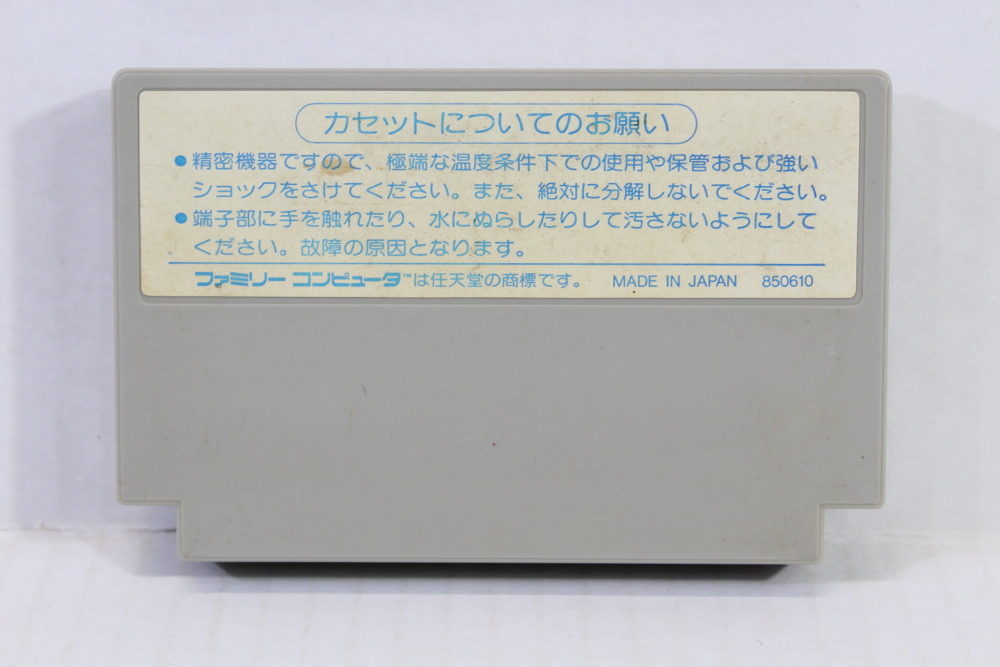 カセットについてのお願い
●精密機器ですので、極端な温度条件下での使用や保管および強い
ショックをさけてください。また、絶対に分解しないでください。
●端子部に手を触れたり、水にぬらしたりして汚さないようにして
ください。故障の原因となります。
ファミリーコンピュータ™は任天堂の商標です。 MADE IN JAPAN 850610